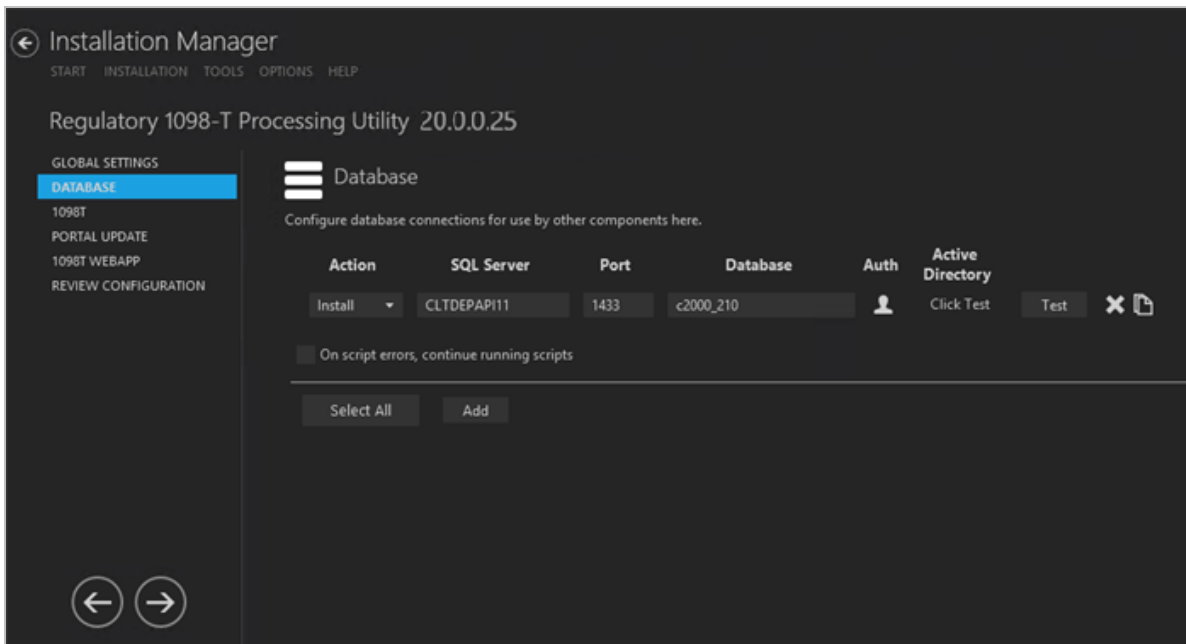 Installation Manager
START INSTALLATION TOOLS OPTIONS HELP
Regulatory 1098-T Processing Utility 20.0.0.25
GLOBAL SETTINGS
DATABASE
1098T
PORTAL UPDATE
1098T WEBAPP
REVIEW CONFIGURATION
Database
Configure database connections for use by other components here.
Action SQL Server Port Database Auth Active Directory
Install CLTDEPAPI11 1433 c2000_210 Click Test Test
On script errors, continue running scripts
Select All Add